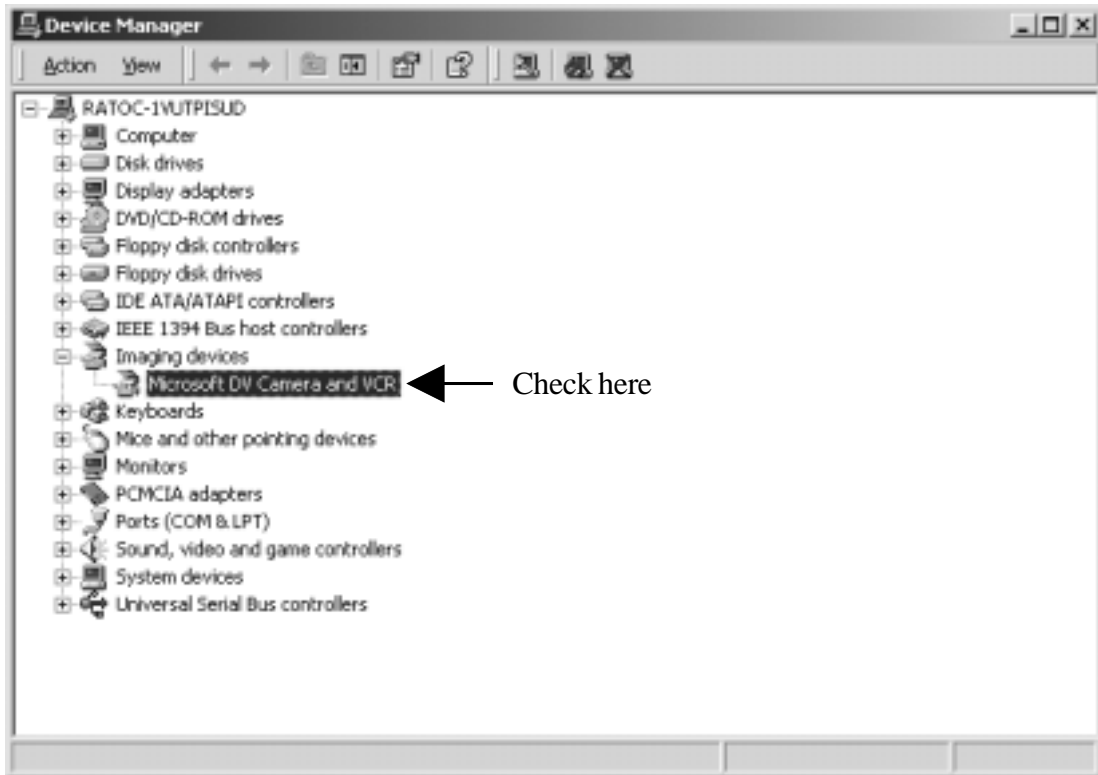 Device Manager
Action View
RATOC-1VUTPISUD
Computer
Disk drives
Display adapters
DVD/CD-ROM drives
Floppy disk controllers
Floppy disk drives
IDE ATA/ATAPI controllers
IEEE 1394 Bus host controllers
Imaging devices
Microsoft DV Camera and VCR
Check here
Keyboards
Mice and other pointing devices
Monitors
PCMCIA adapters
Ports (COM & LPT)
Sound, video and game controllers
System devices
Universal Serial Bus controllers